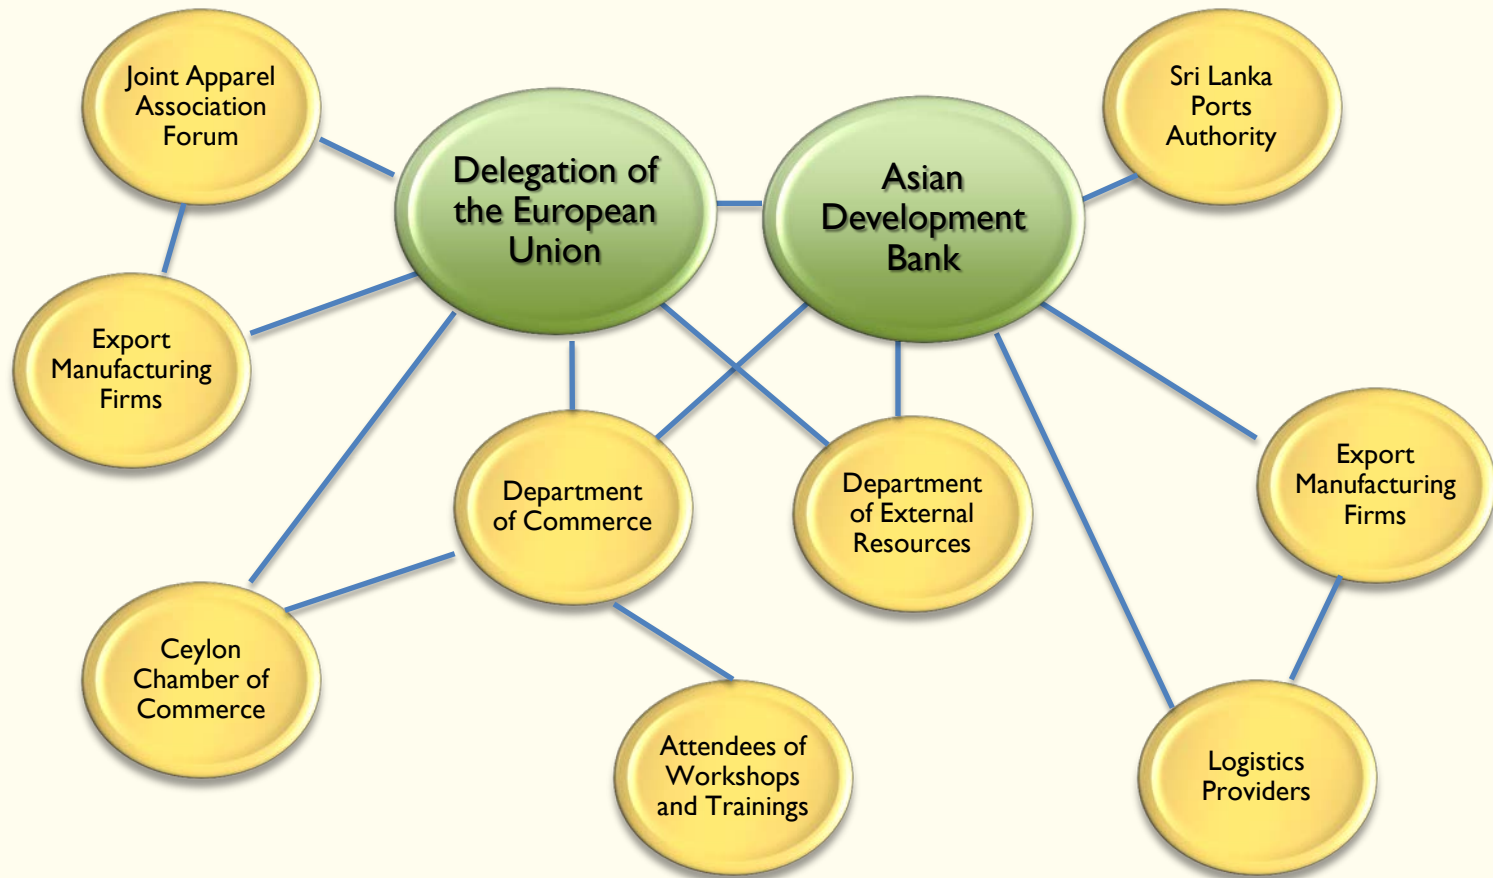 Joint Apparel
Association
Forum
Delegation of
the European
Union
Asian
Development
Bank
Sri Lanka
Ports
Authority
Export
Manufacturing
Firms
Department
of Commerce
Department
of External
Resources
Export
Manufacturing
Firms
Ceylon
Chamber of
Commerce
Attendees of
Workshops
and Trainings
Logistics
Providers